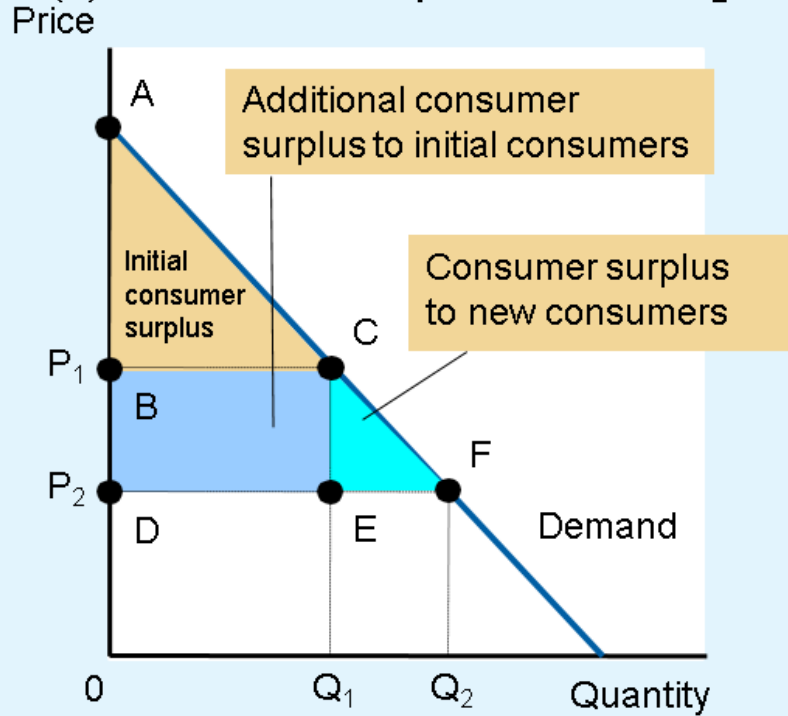 Price
A
Additional consumer
surplus to initial consumers
Initial
consumer
surplus
Consumer surplus
to new consumers
C
P1
B
F
P2
D
E
Demand
0
Q1
Q2
Quantity